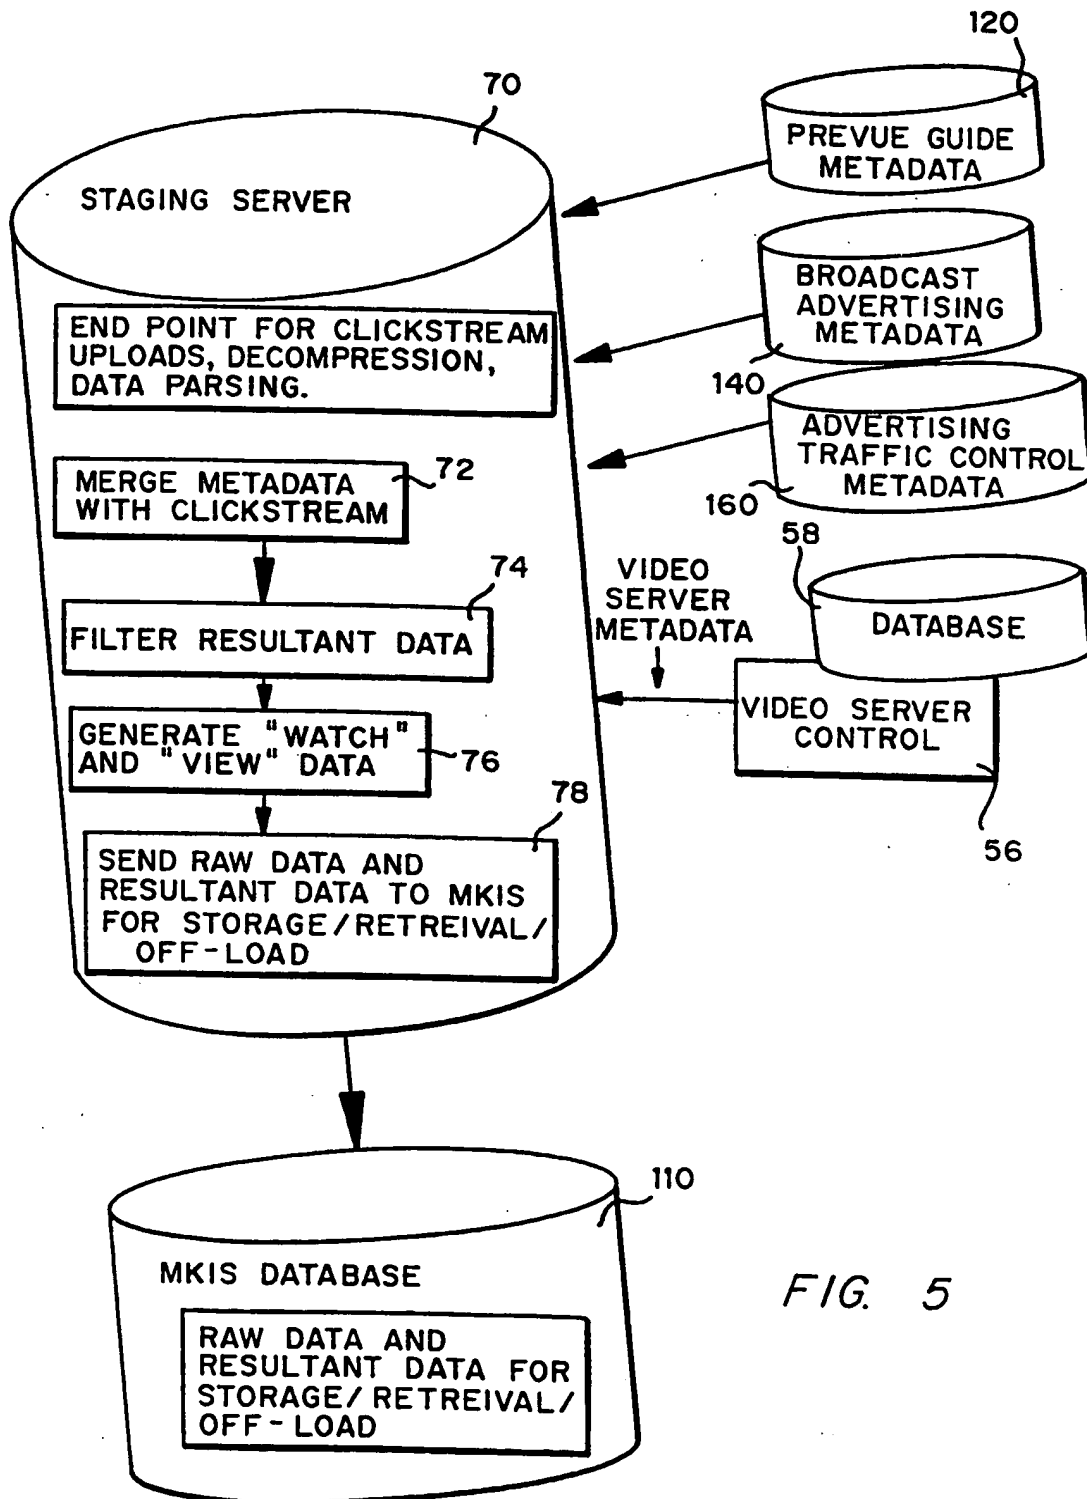 120
70
PREVUE GUIDE
METADATA
STAGING SERVER
BROADCAST
ADVERTISING
METADATA
140
END POINT FOR CLICKSTREAM
UPLOADS, DECOMPRESSION,
DATA PARSING.
ADVERTISING
TRAFFIC CONTROL
METADATA
160
72
MERGE METADATA
WITH CLICKSTREAM
58
DATABASE
VIDEO
SERVER
METADATA
74
FILTER RESULTANT DATA
VIDEO SERVER
CONTROL
56
GENERATE "WATCH"
AND "VIEW" DATA
76
78
SEND RAW DATA AND
RESULTANT DATA TO MKIS
FOR STORAGE/RETREIVAL/
OFF-LOAD
110
MKIS DATABASE
RAW DATA AND
RESULTANT DATA FOR
STORAGE/RETREIVAL/
OFF-LOAD
FIG. 5